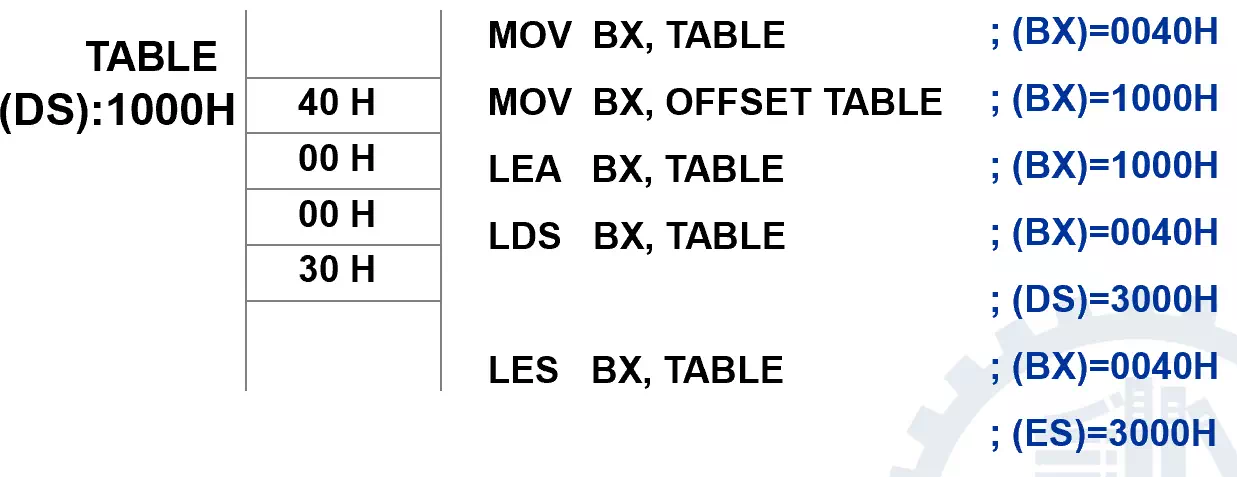 TABLE
(DS):1000H
40 H
00 H
00 H
30 H
MOV BX, TABLE ; (BX)=0040H
MOV BX, OFFSET TABLE ; (BX)=1000H
LEA BX, TABLE ; (BX)=1000H
LDS BX, TABLE ; (BX)=0040H
; (DS)=3000H
LES BX, TABLE ; (BX)=0040H
; (ES)=3000H